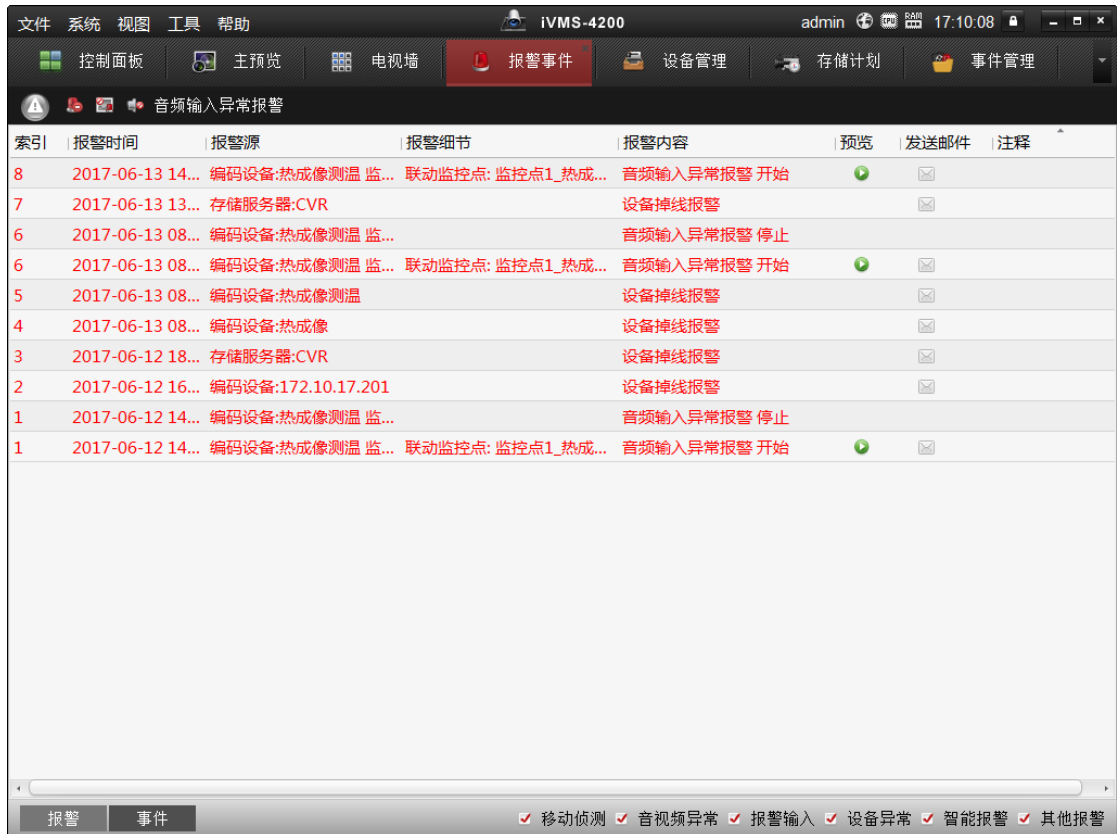 文件 系统 视图 工具 帮助 iVMS-4200 admin CPU RAM 17:10:08
控制面板 主预览 电视墙 报警事件 设备管理 存储计划 事件管理
音频输入异常报警
索引 报警时间 报警源 报警细节 报警内容 预览 发送邮件 注释
8 2017-06-13 14... 编码设备:热成像测温 监... 联动监控点: 监控点1_热成... 音频输入异常报警 开始
7 2017-06-13 13... 存储服务器:CVR 设备掉线报警
6 2017-06-13 08... 编码设备:热成像测温 监... 音频输入异常报警 停止
6 2017-06-13 08... 编码设备:热成像测温 监... 联动监控点: 监控点1_热成... 音频输入异常报警 开始
5 2017-06-13 08... 编码设备:热成像测温 设备掉线报警
4 2017-06-13 08... 编码设备:热成像 设备掉线报警
3 2017-06-12 18... 存储服务器:CVR 设备掉线报警
2 2017-06-12 16... 编码设备:172.10.17.201 设备掉线报警
1 2017-06-12 14... 编码设备:热成像测温 监... 音频输入异常报警 停止
1 2017-06-12 14... 编码设备:热成像测温 监... 联动监控点: 监控点1_热成... 音频输入异常报警 开始
报警 事件 移动侦测 音视频异常 报警输入 设备异常 智能报警 其他报警